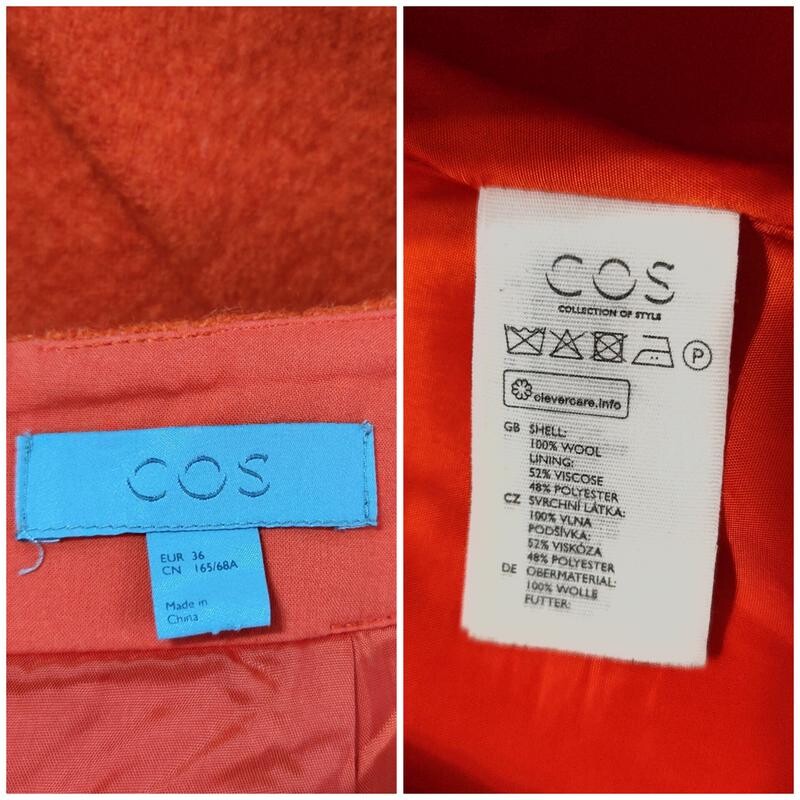 COS
EUR 36
CN 165/68A
Made in
China
COS
COLLECTION OF STYLE
P
clevercare.info
GB SHELL:
100% WOOL
LINING:
52% VISCOSE
48% POLYESTER
CZ SVRCHNÍ LÁTKA:
100% VLNA
PODŠÍVKA:
52% VISKÓZA
48% POLYESTER
DE OBERMATERIAL:
100% WOLLE
FUTTER: